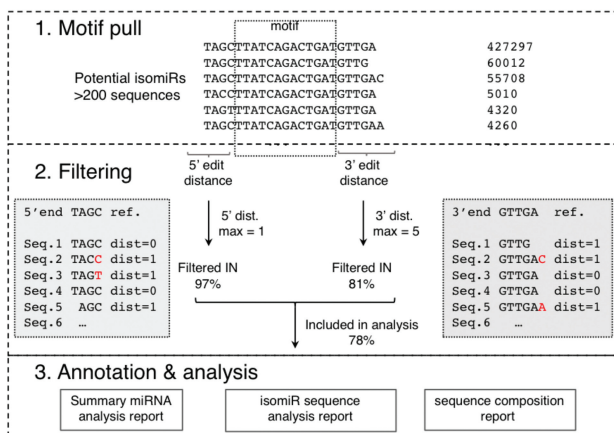 1. Motif pull
motif
Potential isomiRs
>200 sequences
TAGCTTATCAGACTGATGTTGA 427297
TAGCTTATCAGACTGATGTTG 60012
TAGCTTATCAGACTGATGTTGAC 55708
TACCTTATCAGACTGATGTTGA 5010
TAGTTTATCAGACTGATGTTGA 4320
TAGCTTATCAGACTGATGTTGAA 4260
...
2. Filtering
5' edit
distance
3' edit
distance
5'end TAGC ref.
Seq.1 TAGC dist=0
Seq.2 TACC dist=1
Seq.3 TAGT dist=1
Seq.4 TAGC dist=0
Seq.5 AGC dist=1
Seq.6 …
5' dist.
max = 1
3' dist.
max = 5
Filtered IN
97%
Filtered IN
81%
Included in analysis
78%
3'end GTTGA ref.
Seq.1 GTTG dist=1
Seq.2 GTTGAC dist=1
Seq.3 GTTGA dist=0
Seq.4 GTTGA dist=0
Seq.5 GTTGAA dist=1
Seq.6 …
3. Annotation & analysis
Summary miRNA
analysis report
isomiR sequence
analysis report
sequence composition
report